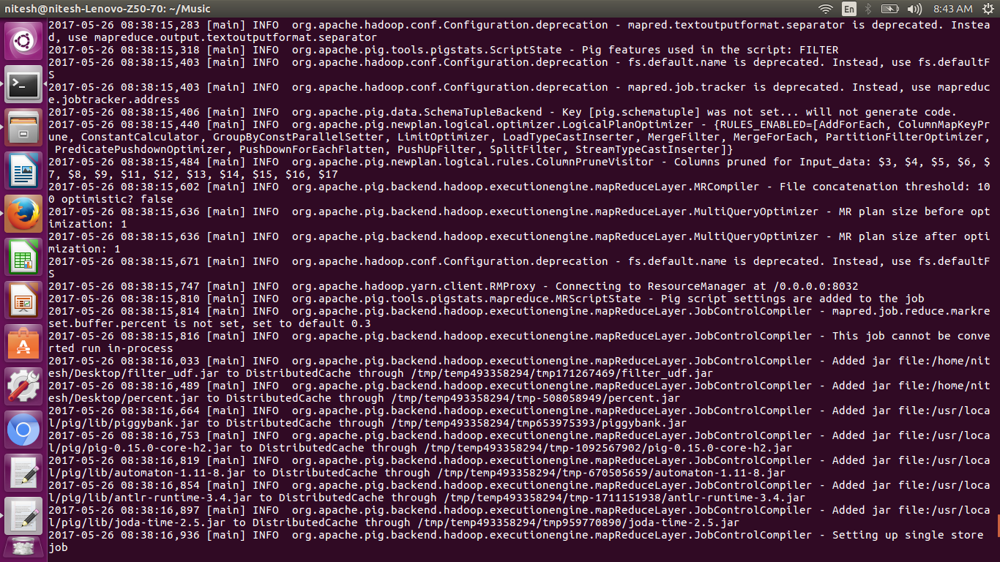 nitesh@nitesh-Lenovo-Z50-70: ~/Music
En
8:43 AM
2017-05-26 08:38:15,283 [main] INFO  org.apache.hadoop.conf.Configuration.deprecation - mapred.textoutputformat.separator is deprecated. Instea
d, use mapreduce.output.textoutputformat.separator
2017-05-26 08:38:15,318 [main] INFO  org.apache.pig.tools.pigstats.ScriptState - Pig features used in the script: FILTER
2017-05-26 08:38:15,403 [main] INFO  org.apache.hadoop.conf.Configuration.deprecation - fs.default.name is deprecated. Instead, use fs.defaultF
S
2017-05-26 08:38:15,403 [main] INFO  org.apache.hadoop.conf.Configuration.deprecation - mapred.job.tracker is deprecated. Instead, use mapreduc
e.jobtracker.address
2017-05-26 08:38:15,406 [main] INFO  org.apache.pig.data.SchemaTupleBackend - Key [pig.schematuple] was not set... will not generate code.
2017-05-26 08:38:15,440 [main] INFO  org.apache.pig.newplan.logical.optimizer.LogicalPlanOptimizer - {RULES_ENABLED=[AddForEach, ColumnMapKeyPr
une, ConstantCalculator, GroupByConstParallelSetter, LimitOptimizer, LoadTypeCastInserter, MergeFilter, MergeForEach, PartitionFilterOptimizer,
 PredicatePushdownOptimizer, PushDownForEachFlatten, PushUpFilter, SplitFilter, StreamTypeCastInserter]}
2017-05-26 08:38:15,484 [main] INFO  org.apache.pig.newplan.logical.rules.ColumnPruneVisitor - Columns pruned for Input_data: $3, $4, $5, $6, $
7, $8, $9, $11, $12, $13, $14, $15, $16, $17
2017-05-26 08:38:15,602 [main] INFO  org.apache.pig.backend.hadoop.executionengine.mapReduceLayer.MRCompiler - File concatenation threshold: 10
0 optimistic? false
2017-05-26 08:38:15,636 [main] INFO  org.apache.pig.backend.hadoop.executionengine.mapReduceLayer.MultiQueryOptimizer - MR plan size before opt
imization: 1
2017-05-26 08:38:15,636 [main] INFO  org.apache.pig.backend.hadoop.executionengine.mapReduceLayer.MultiQueryOptimizer - MR plan size after opti
mization: 1
2017-05-26 08:38:15,671 [main] INFO  org.apache.hadoop.conf.Configuration.deprecation - fs.default.name is deprecated. Instead, use fs.defaultF
S
2017-05-26 08:38:15,747 [main] INFO  org.apache.hadoop.yarn.client.RMProxy - Connecting to ResourceManager at /0.0.0.0:8032
2017-05-26 08:38:15,810 [main] INFO  org.apache.pig.tools.pigstats.mapreduce.MRScriptState - Pig script settings are added to the job
2017-05-26 08:38:15,814 [main] INFO  org.apache.pig.backend.hadoop.executionengine.mapReduceLayer.JobControlCompiler - mapred.job.reduce.markre
set.buffer.percent is not set, set to default 0.3
2017-05-26 08:38:15,816 [main] INFO  org.apache.pig.backend.hadoop.executionengine.mapReduceLayer.JobControlCompiler - This job cannot be conve
rted run in-process
2017-05-26 08:38:16,033 [main] INFO  org.apache.pig.backend.hadoop.executionengine.mapReduceLayer.JobControlCompiler - Added jar file:/home/nit
esh/Desktop/filter_udf.jar to DistributedCache through /tmp/temp493358294/tmp171267469/filter_udf.jar
2017-05-26 08:38:16,489 [main] INFO  org.apache.pig.backend.hadoop.executionengine.mapReduceLayer.JobControlCompiler - Added jar file:/home/nit
esh/Desktop/percent.jar to DistributedCache through /tmp/temp493358294/tmp-508058949/percent.jar
2017-05-26 08:38:16,664 [main] INFO  org.apache.pig.backend.hadoop.executionengine.mapReduceLayer.JobControlCompiler - Added jar file:/usr/loca
l/pig/lib/piggybank.jar to DistributedCache through /tmp/temp493358294/tmp653975393/piggybank.jar
2017-05-26 08:38:16,753 [main] INFO  org.apache.pig.backend.hadoop.executionengine.mapReduceLayer.JobControlCompiler - Added jar file:/usr/loca
l/pig/pig-0.15.0-core-h2.jar to DistributedCache through /tmp/temp493358294/tmp-1092567902/pig-0.15.0-core-h2.jar
2017-05-26 08:38:16,819 [main] INFO  org.apache.pig.backend.hadoop.executionengine.mapReduceLayer.JobControlCompiler - Added jar file:/usr/loca
l/pig/lib/automaton-1.11-8.jar to DistributedCache through /tmp/temp493358294/tmp-670505659/automaton-1.11-8.jar
2017-05-26 08:38:16,854 [main] INFO  org.apache.pig.backend.hadoop.executionengine.mapReduceLayer.JobControlCompiler - Added jar file:/usr/loca
l/pig/lib/antlr-runtime-3.4.jar to DistributedCache through /tmp/temp493358294/tmp-1711151938/antlr-runtime-3.4.jar
2017-05-26 08:38:16,897 [main] INFO  org.apache.pig.backend.hadoop.executionengine.mapReduceLayer.JobControlCompiler - Added jar file:/usr/loca
l/pig/lib/joda-time-2.5.jar to DistributedCache through /tmp/temp493358294/tmp959770890/joda-time-2.5.jar
2017-05-26 08:38:16,936 [main] INFO  org.apache.pig.backend.hadoop.executionengine.mapReduceLayer.JobControlCompiler - Setting up single store
job